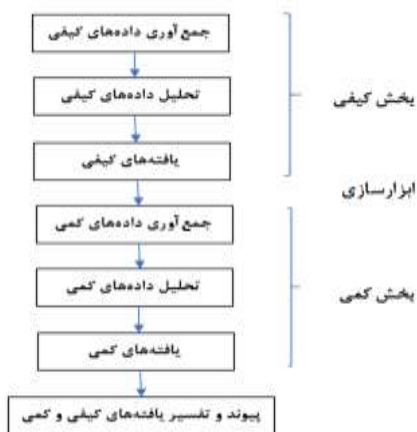 جمع آوری داده‌های کیفی
تحلیل داده‌های کیفی
بخش کیفی
یافته‌های کیفی
ابزارسازی
جمع آوری داده‌های کمی
تحلیل داده‌های کمی
بخش کمی
یافته‌های کمی
پیوند و تفسیر یافته‌های کیفی و کمی